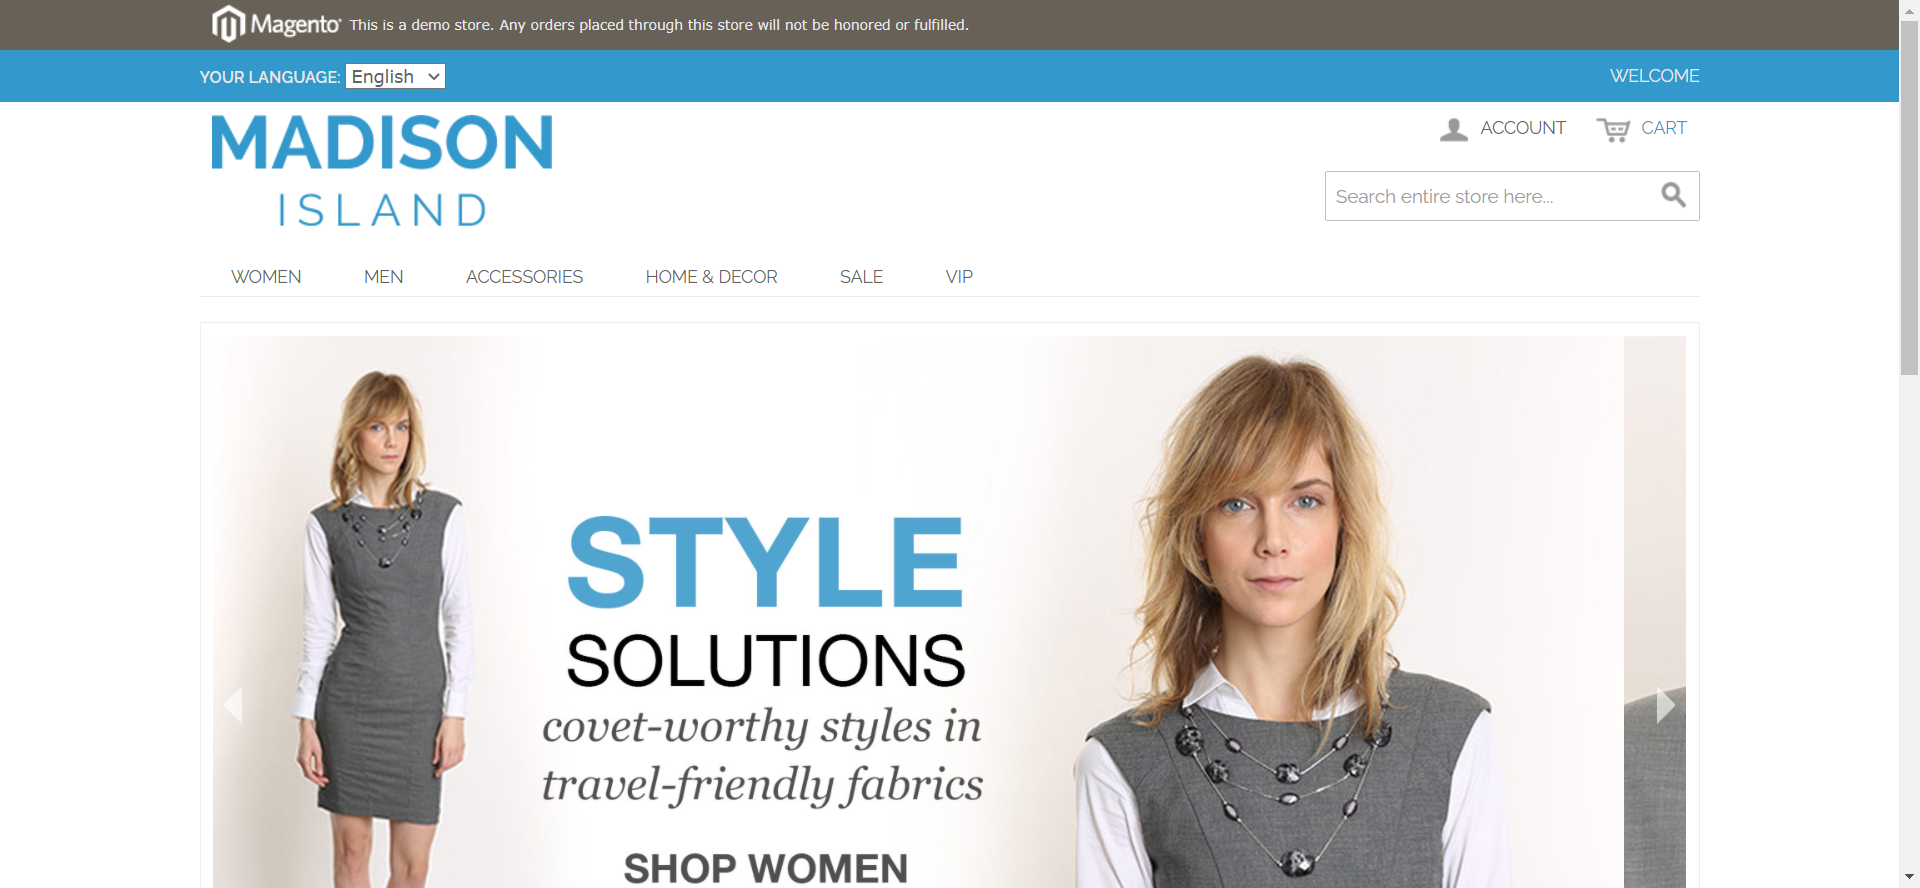 Magento This is a demo store. Any orders placed through this store will not be honored or fulfilled.
YOUR LANGUAGE: English WELCOME
MADISON
ISLAND
ACCOUNT CART
Search entire store here...
WOMEN MEN ACCESSORIES HOME & DECOR SALE VIP
STYLE
SOLUTIONS
covet-worthy styles in
travel-friendly fabrics
SHOP WOMEN